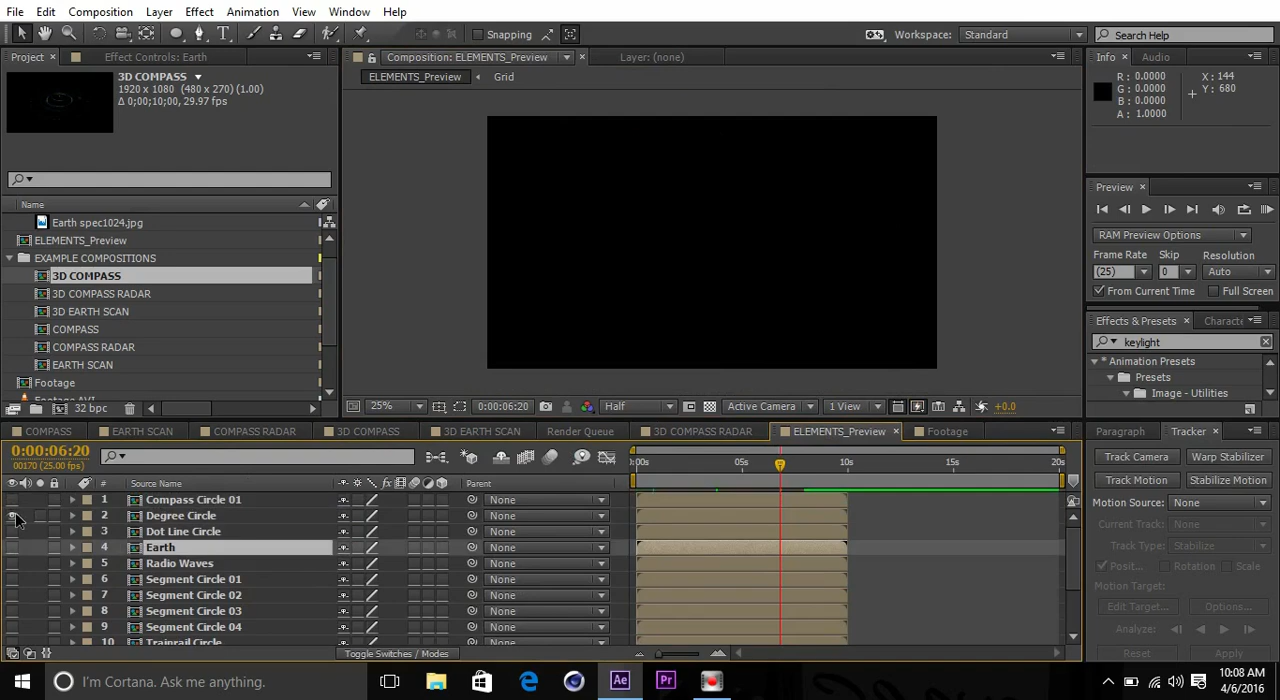 File Edit Composition Layer Effect Animation View Window Help
Snapping
Workspace: Standard
Search Help
Project
Effect Controls: Earth
Composition: ELEMENTS_Preview
Layer: (none)
Info
Audio
3D COMPASS
1920 x 1080 (480 x 270) (1.00)
Δ 0;00;10;00, 29.97 fps
ELEMENTS_Preview
Grid
R : 0.0000
G : 0.0000
B : 0.0000
A : 1.0000
X : 144
Y : 680
Name
Earth spec1024.jpg
ELEMENTS_Preview
EXAMPLE COMPOSITIONS
3D COMPASS
3D COMPASS RADAR
3D EARTH SCAN
COMPASS
COMPASS RADAR
EARTH SCAN
Footage
32 bpc
Preview
RAM Preview Options
Frame Rate Skip Resolution
(25) 0 Auto
From Current Time Full Screen
Effects & Presets
keylight
* Animation Presets
Presets
Image - Utilities
25%
0:00:06:20
Half
Active Camera
1 View
+0.0
COMPASS
EARTH SCAN
COMPASS RADAR
3D COMPASS
3D EARTH SCAN
Render Queue
3D COMPASS RADAR
ELEMENTS_Preview
Footage
Paragraph
Tracker
0:00:06:20
00170 (25.00 fps)
:00s 05s 10s 15s 20s
# Source Name
Parent
1 Compass Circle 01 None
2 Degree Circle None
3 Dot Line Circle None
4 Earth None
5 Radio Waves None
6 Segment Circle 01 None
7 Segment Circle 02 None
8 Segment Circle 03 None
9 Segment Circle 04 None
10 Trainrail Circle None
Toggle Switches / Modes
Track Camera Warp Stabilizer
Track Motion Stabilize Motion
Motion Source: None
Current Track: None
Track Type: Stabilize
Posit... Rotation Scale
Motion Target:
Edit Target... Options...
Analyze:
Reset Apply
I'm Cortana. Ask me anything.
Ae
Pr
10:08 AM
4/6/2016